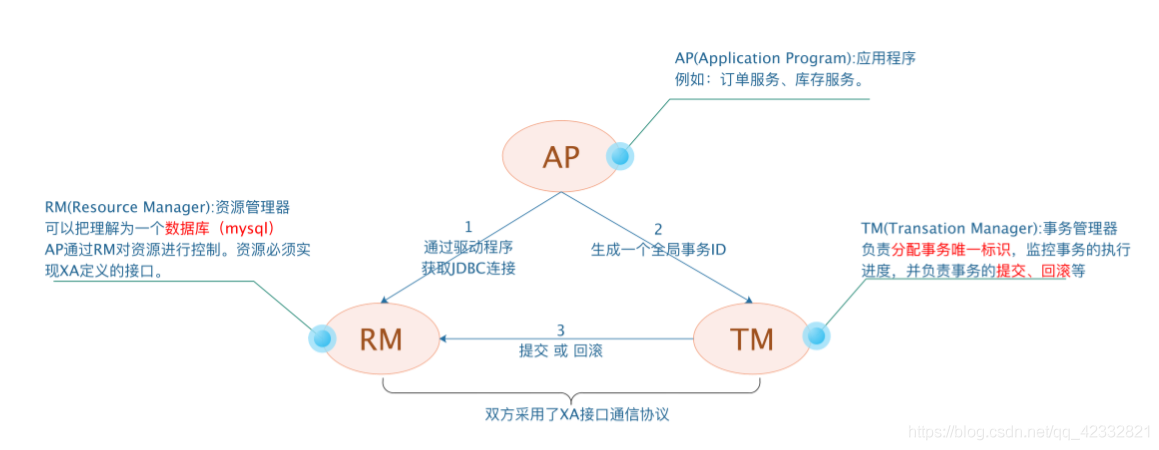 AP(Application Program):应用程序
例如：订单服务、库存服务。
AP
RM(Resource Manager):资源管理器
可以把理解为一个数据库（mysql）
AP通过RM对资源进行控制。资源必须实
现XA定义的接口。
1
通过驱动程序
获取JDBC连接
2
生成一个全局事务ID
TM(Transation Manager):事务管理器
负责分配事务唯一标识，监控事务的执行
进度，并负责事务的提交、回滚等
RM
3
提交 或 回滚
TM
双方采用了XA接口通信协议
https://blog.csdn.net/qq_42332821